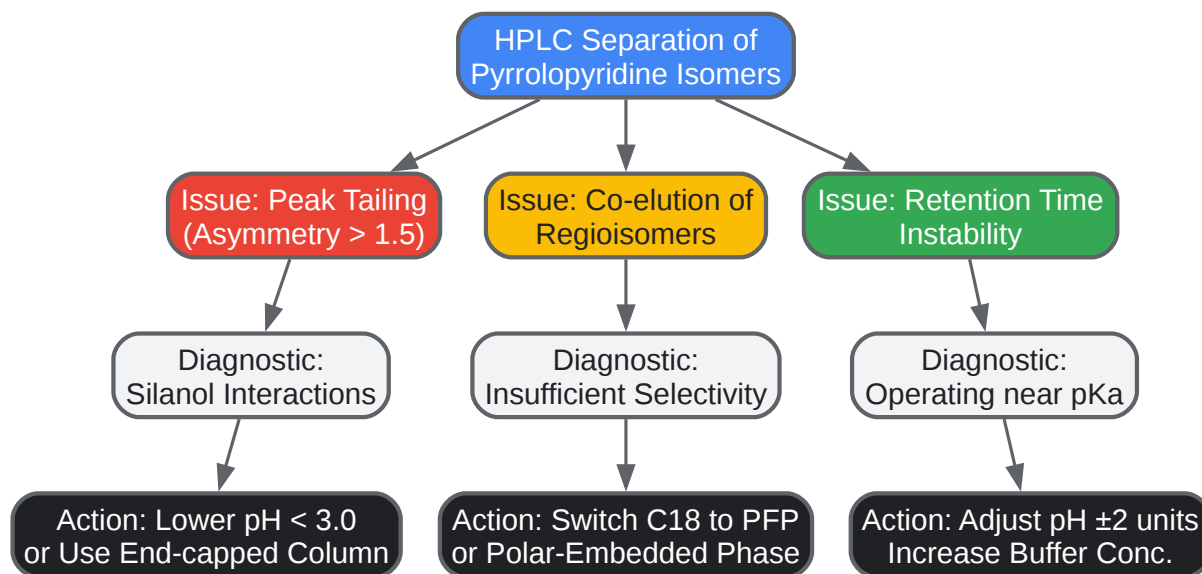 HPLC Separation of
Pyrrolopyridine Isomers
Issue: Peak Tailing
(Asymmetry > 1.5)
Issue: Co-elution of
Regioisomers
Issue: Retention Time
Instability
Diagnostic:
Silanol Interactions
Diagnostic:
Insufficient Selectivity
Diagnostic:
Operating near pKa
Action: Lower pH < 3.0
or Use End-capped Column
Action: Switch C18 to PFP
or Polar-Embedded Phase
Action: Adjust pH ±2 units
Increase Buffer Conc.